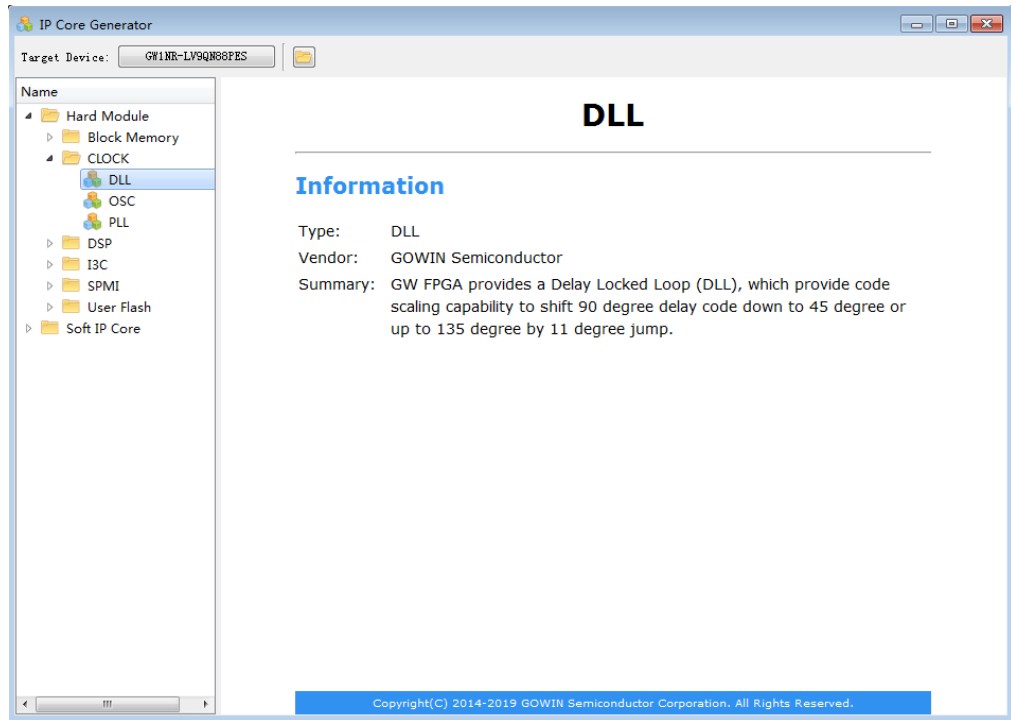 IP Core Generator
Target Device: GW1NR-LV9QN88PES
Name
Hard Module
Block Memory
CLOCK
DLL
OSC
PLL
DSP
I3C
SPMI
User Flash
Soft IP Core
DLL
Information
Type: DLL
Vendor: GOWIN Semiconductor
Summary: GW FPGA provides a Delay Locked Loop (DLL), which provide code
scaling capability to shift 90 degree delay code down to 45 degree or
up to 135 degree by 11 degree jump.
Copyright(C) 2014-2019 GOWIN Semiconductor Corporation. All Rights Reserved.